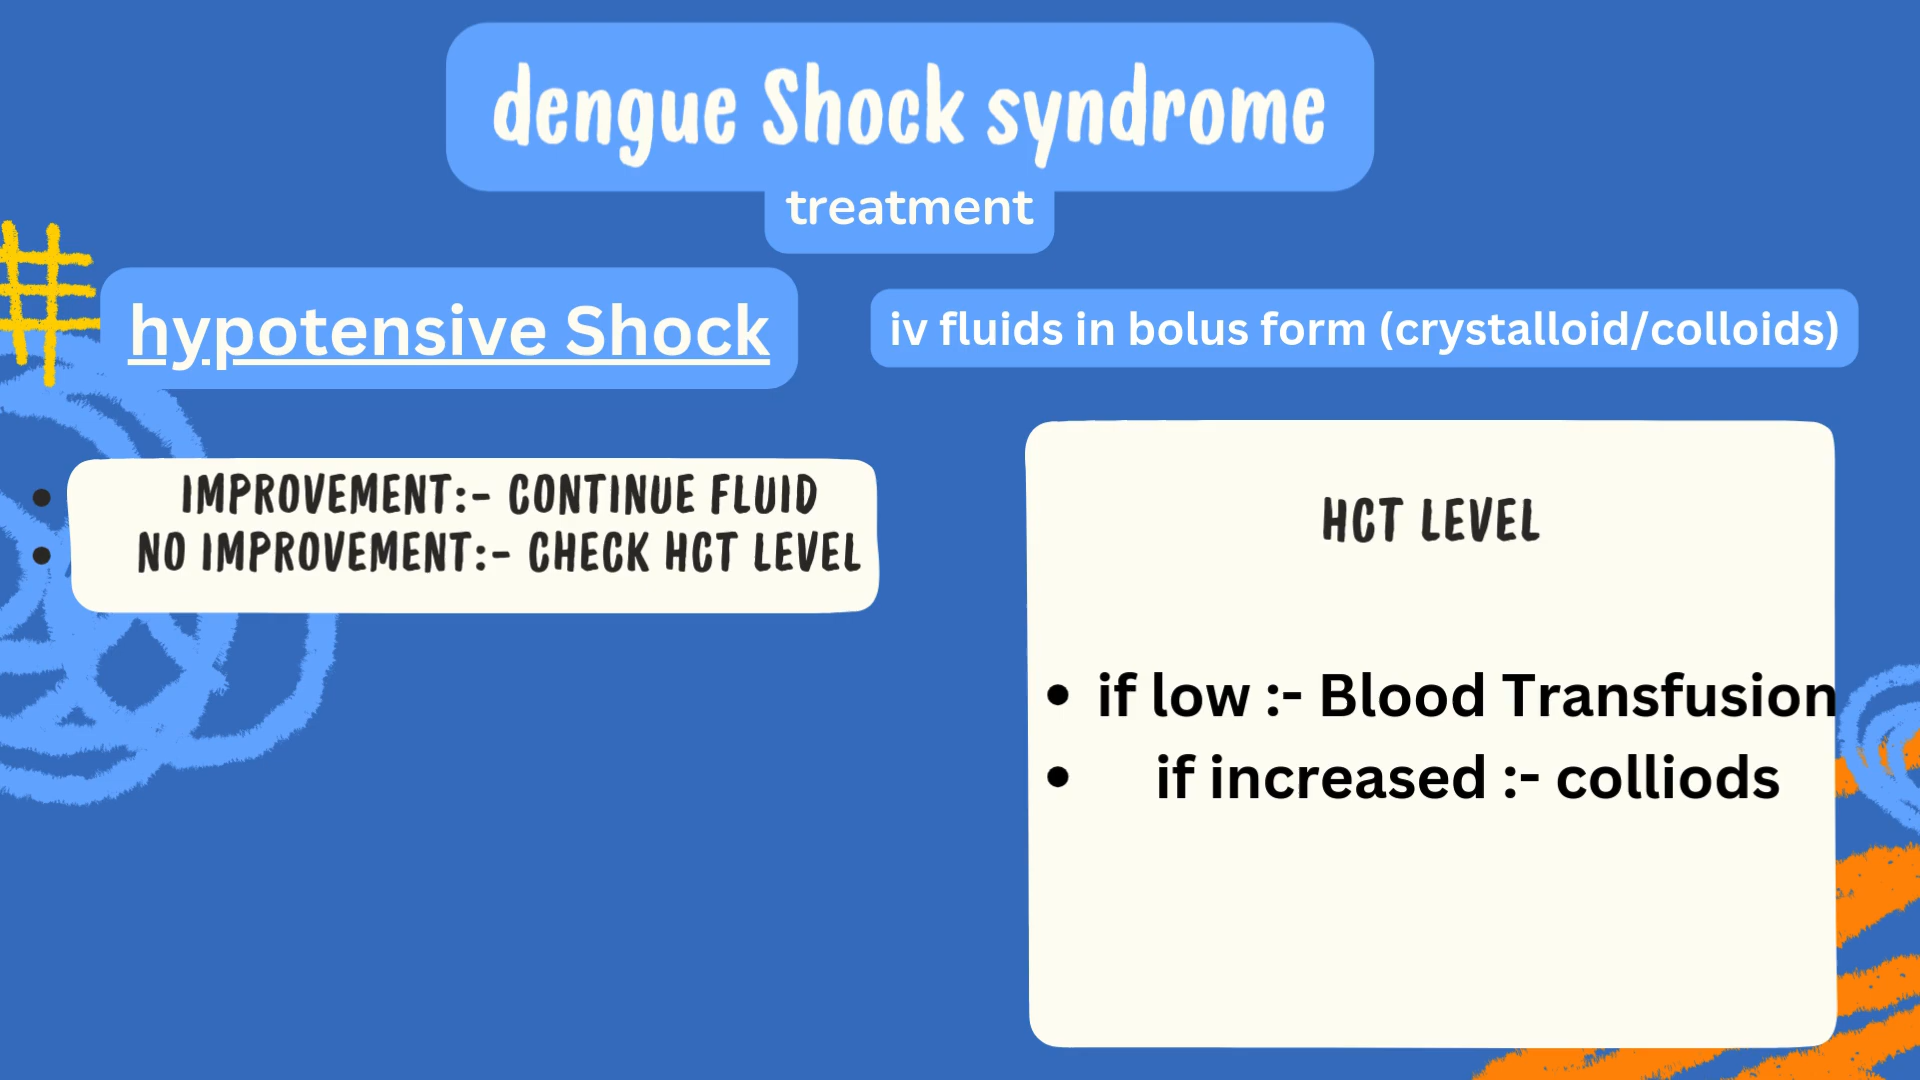 dengue Shock syndrome
treatment
hypotensive Shock
iv fluids in bolus form (crystalloid/colloids)
• IMPROVEMENT:- CONTINUE FLUID
• NO IMPROVEMENT:- CHECK HCT LEVEL
HCT LEVEL
• if low :- Blood Transfusion
• if increased :- colliods